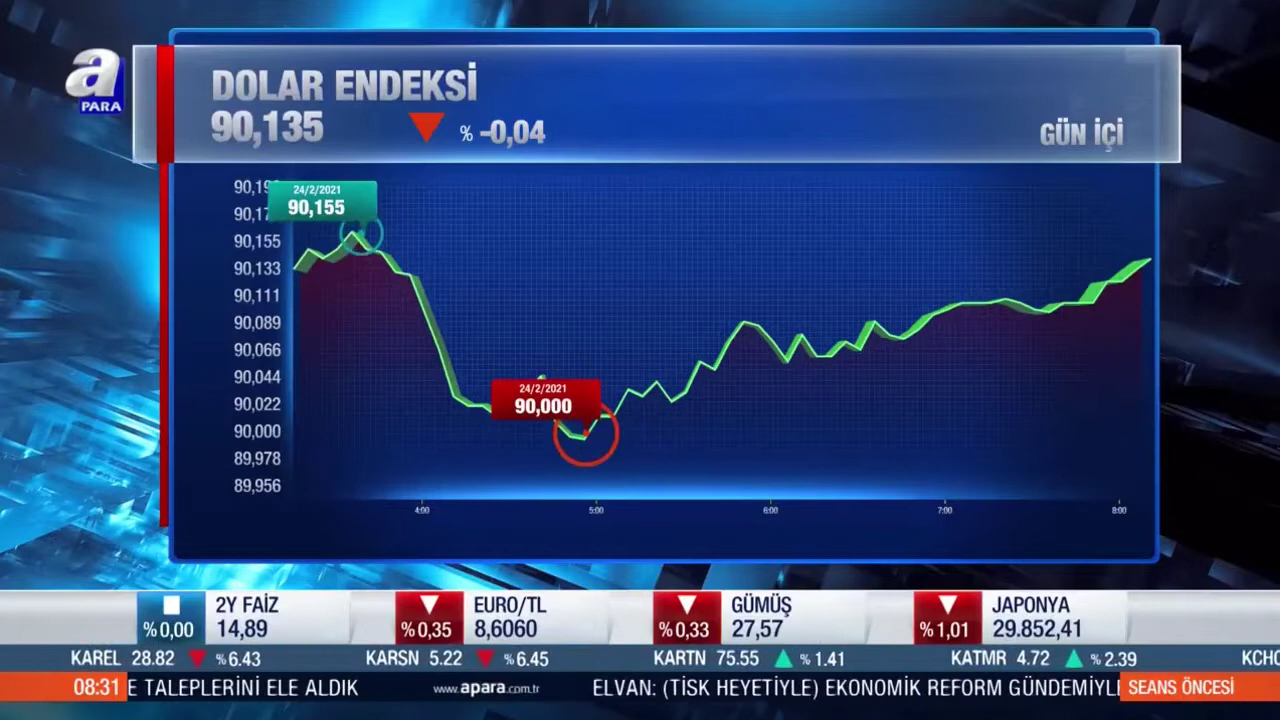 a
PARA
DOLAR ENDEKSİ
90,135
% -0,04
GÜN İÇİ
24/2/2021
90,155
90,155
90,133
90,111
90,089
90,066
90,044
90,022
90,000
89,978
89,956
24/2/2021
90,000
4:00
5:00
6:00
7:00
8:00
% 0,00
2Y FAİZ
14,89
% 0,35
EURO/TL
8,6060
% 0,33
GÜMÜŞ
27,57
% 1,01
JAPONYA
29.852,41
KAREL 28.82 % 6.43
KARSN 5.22 % 6.45
KARTN 75.55 % 1.41
KATMR 4.72 % 2.39
KCHO
08:31
E TALEPLERİNİ ELE ALDIK
www.apara.com.tr
ELVAN: (TİSK HEYETİYLE) EKONOMİK REFORM GÜNDEMİYL
SEANS ÖNCESİ